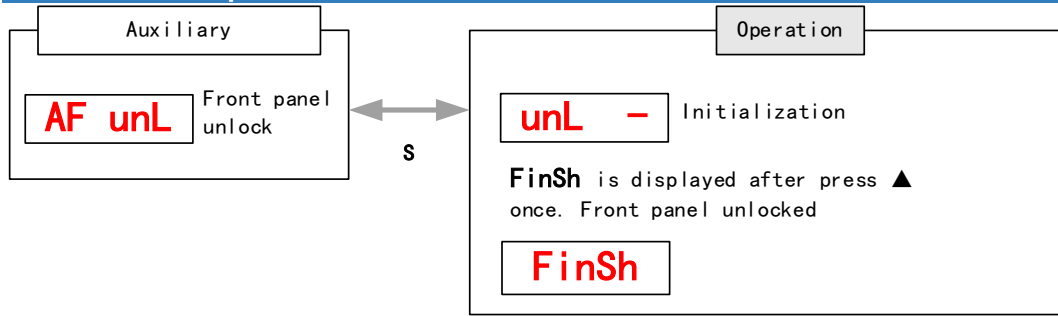 Auxiliary
AF unL
Front panel
unlock
S
Operation
unL -
Initialization
FinSh is displayed after press ▲
once. Front panel unlocked
FinSh